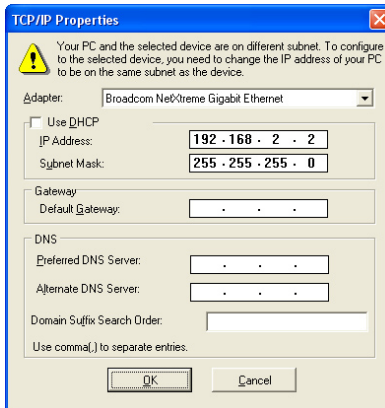 TCP/IP Properties
Your PC and the selected device are on different subnet. To configure
to the selected device, you need to change the IP address of your PC
to be on the same subnet as the device.
Adapter: Broadcom NetXtreme Gigabit Ethernet
Use DHCP
IP Address: 192 . 168 . 2 . 2
Subnet Mask: 255 . 255 . 255 . 0
Gateway
Default Gateway: . . .
DNS
Preferred DNS Server: . . .
Alternate DNS Server: . . .
Domain Suffix Search Order:
Use comma(,) to separate entries.
OK Cancel